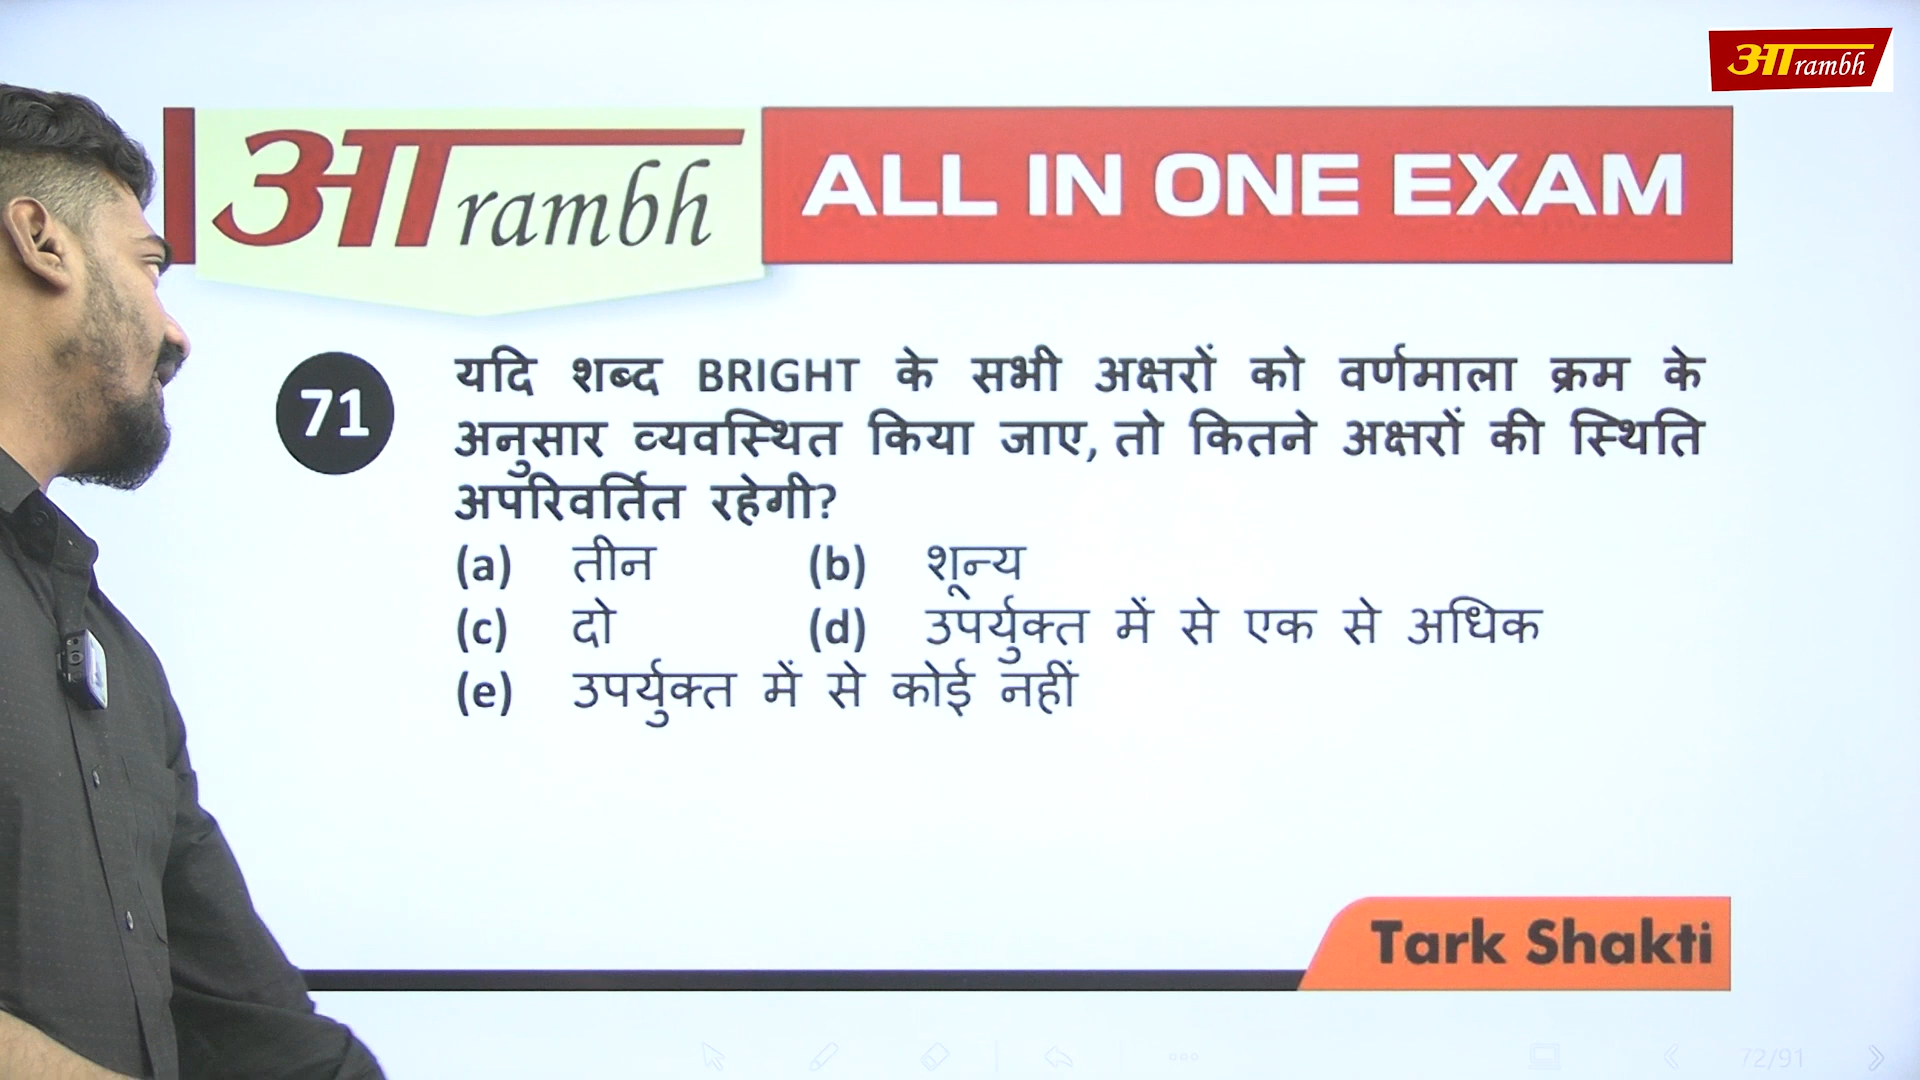 आrambh
आrambh ALL IN ONE EXAM
71 यदि शब्द BRIGHT के सभी अक्षरों को वर्णमाला क्रम के
अनुसार व्यवस्थित किया जाए, तो कितने अक्षरों की स्थिति
अपरिवर्तित रहेगी?
(a) तीन (b) शून्य
(c) दो (d) उपर्युक्त में से एक से अधिक
(e) उपर्युक्त में से कोई नहीं
Tark Shakti
72/91